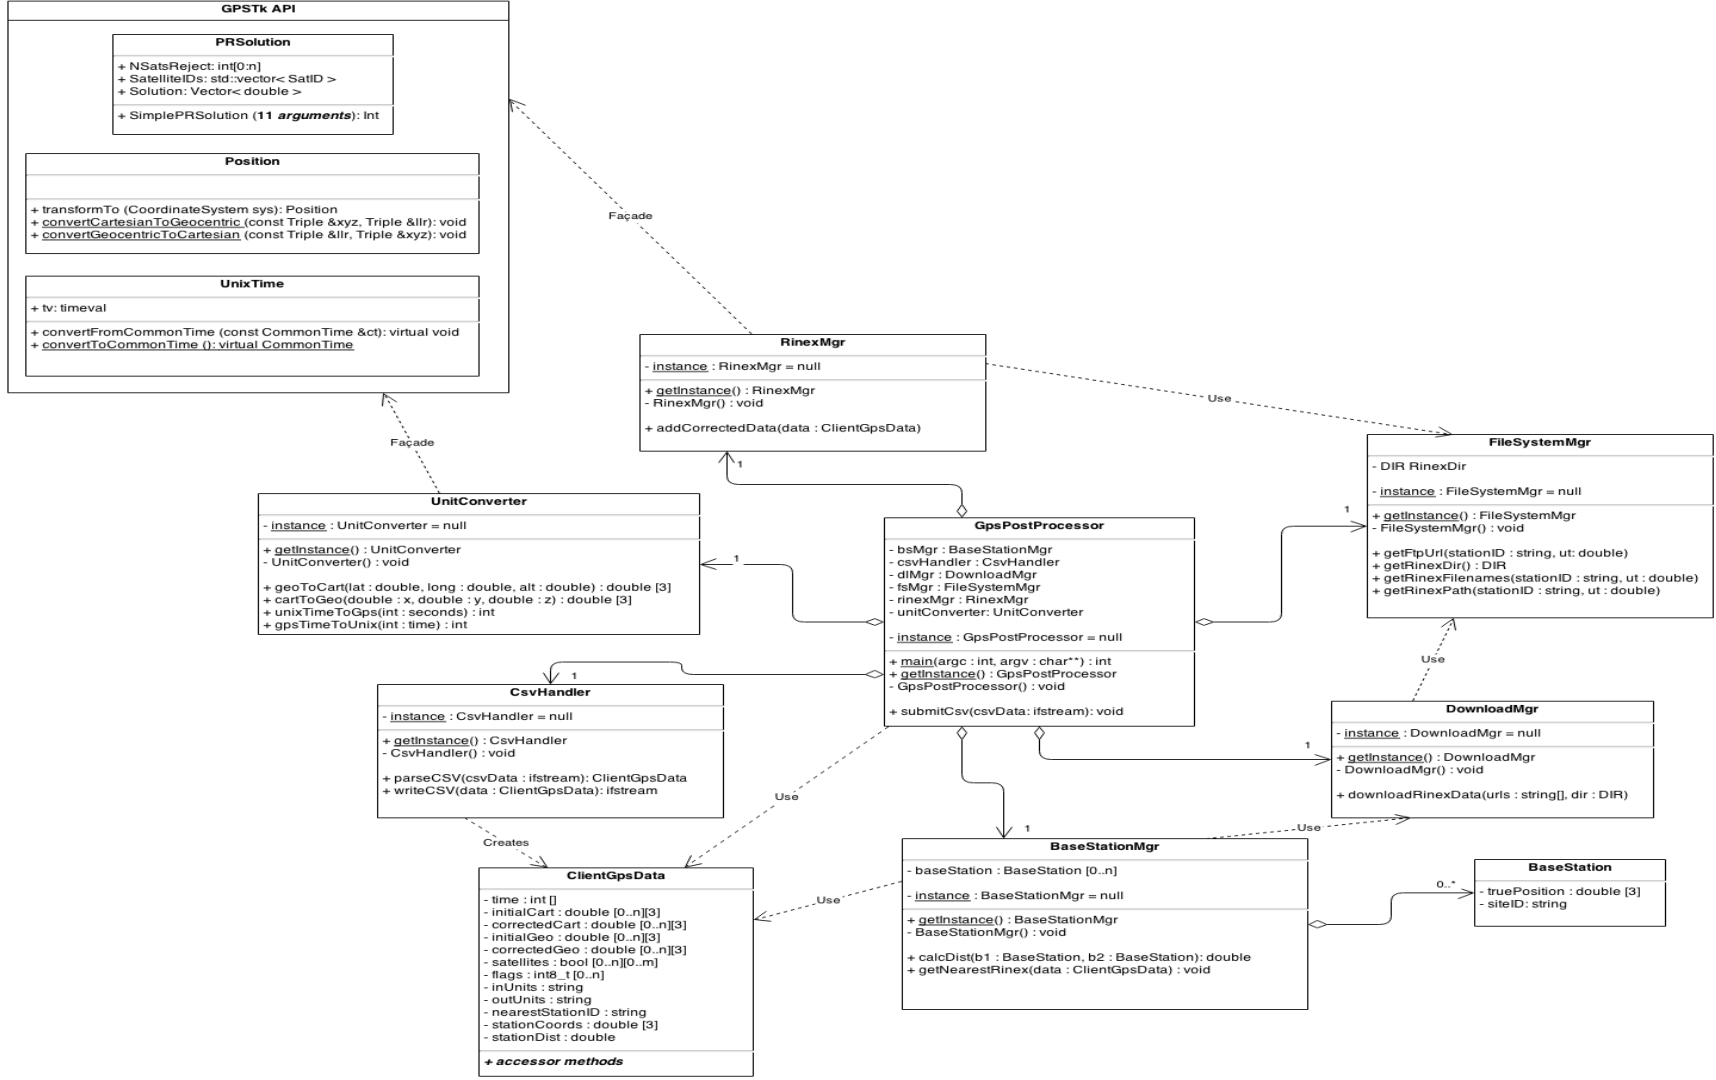 GPSTk API
PRSolution
+ NSatsReject: int[0:n]
+ SatelliteIDs: std::vector< SatID >
+ Solution: Vector< double >
+ SimplePRSolution (11 arguments): Int
Position
+ transformTo (CoordinateSystem sys): Position
+ convertCartesianToGeocentric (const Triple &xyz, Triple &llr): void
+ convertGeocentricToCartesian (const Triple &llr, Triple &xyz): void
UnixTime
+ tv: timeval
+ convertFromCommonTime (const CommonTime &ct): virtual void
+ convertToCommonTime (): virtual CommonTime
Façade
Façade
RinexMgr
- instance : RinexMgr = null
+ getInstance() : RinexMgr
- RinexMgr() : void
+ addCorrectedData(data : ClientGpsData)
Use
1
FileSystemMgr
- DIR RinexDir
- instance : FileSystemMgr = null
+ getInstance() : FileSystemMgr
- FileSystemMgr() : void
+ getFtpUrl(stationID : string, ut: double)
+ getRinexDir() : DIR
+ getRinexFilenames(stationID : string, ut : double)
+ getRinexPath(stationID : string, ut : double)
1
UnitConverter
- instance : UnitConverter = null
+ getInstance() : UnitConverter
- UnitConverter() : void
+ geoToCart(lat : double, long : double, alt : double) : double [3]
+ cartToGeo(double : x, double : y, double : z) : double [3]
+ unixTimeToGps(int : seconds) : int
+ gpsTimeToUnix(int : time) : int
1
GpsPostProcessor
- bsMgr : BaseStationMgr
- csvHandler : CsvHandler
- dlMgr : DownloadMgr
- fsMgr : FileSystemMgr
- rinexMgr : RinexMgr
- unitConverter: UnitConverter
- instance : GpsPostProcessor = null
+ main(argc : int, argv : char**) : int
+ getInstance() : GpsPostProcessor
- GpsPostProcessor() : void
+ submitCsv(csvData: ifstream): void
Use
1
CsvHandler
- instance : CsvHandler = null
+ getInstance() : CsvHandler
- CsvHandler() : void
+ parseCSV(csvData : ifstream): ClientGpsData
+ writeCSV(data : ClientGpsData): ifstream
DownloadMgr
- instance : DownloadMgr = null
+ getInstance() : DownloadMgr
- DownloadMgr() : void
+ downloadRinexData(urls : string[], dir : DIR)
1
Use
Creates
Use
1
BaseStationMgr
- baseStation : BaseStation [0..n]
- instance : BaseStationMgr = null
+ getInstance() : BaseStationMgr
- BaseStationMgr() : void
+ calcDist(b1 : BaseStation, b2 : BaseStation): double
+ getNearestRinex(data : ClientGpsData) : void
Use
0..*
BaseStation
- truePosition : double [3]
- siteID: string
ClientGpsData
- time : int []
- initialCart : double [0..n][3]
- correctedCart : double [0..n][3]
- initialGeo : double [0..n][3]
- correctedGeo : double [0..n][3]
- satellites : bool [0..n][0..m]
- flags : int8_t [0..n]
- inUnits : string
- outUnits : string
- nearestStationID : string
- stationCoords : double [3]
- stationDist : double
+ accessor methods